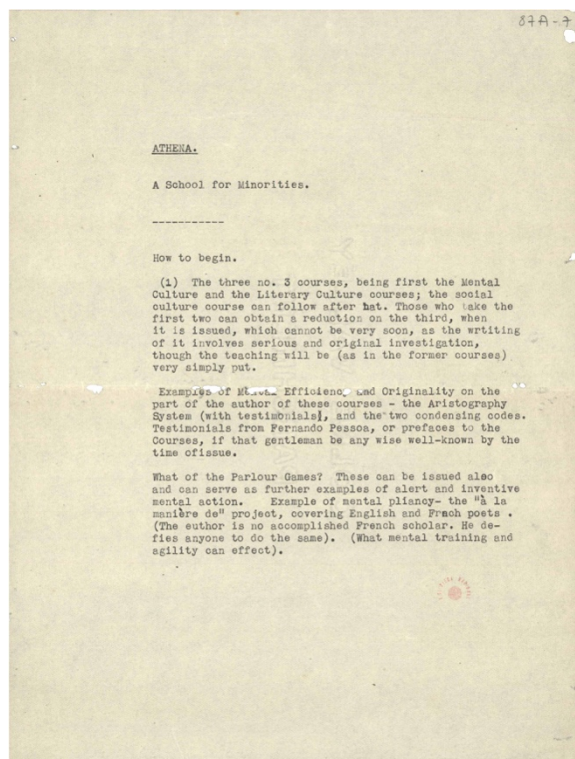 87A-7
ATHENA.
A School for Minorities.
-----------
How to begin.
(1) The three no. 3 courses, being first the Mental
Culture and the Literary Culture courses; the social
culture course can follow after hat. Those who take the
first two can obtain a reduction on the third, when
it is issued, which cannot be very soon, as the wrtiting
of it involves serious and original investigation,
though the teaching will be (as in the former courses)
very simply put.
Examples of Mental Efficiency and Originality on the
part of the author of these courses - the Aristography
System (with testimonials), and the two condensing codes.
Testimonials from Fernando Pessoa, or prefaces to the
Courses, if that gentleman be any wise well-known by the
time ofissue.
What of the Parlour Games? These can be issued also
and can serve as further examples of alert and inventive
mental action. Example of mental pliancy- the "à la
manière de" project, covering English and Frnch poets .
(The author is no accomplished French scholar. He de-
fies anyone to do the same). (What mental training and
agility can effect).